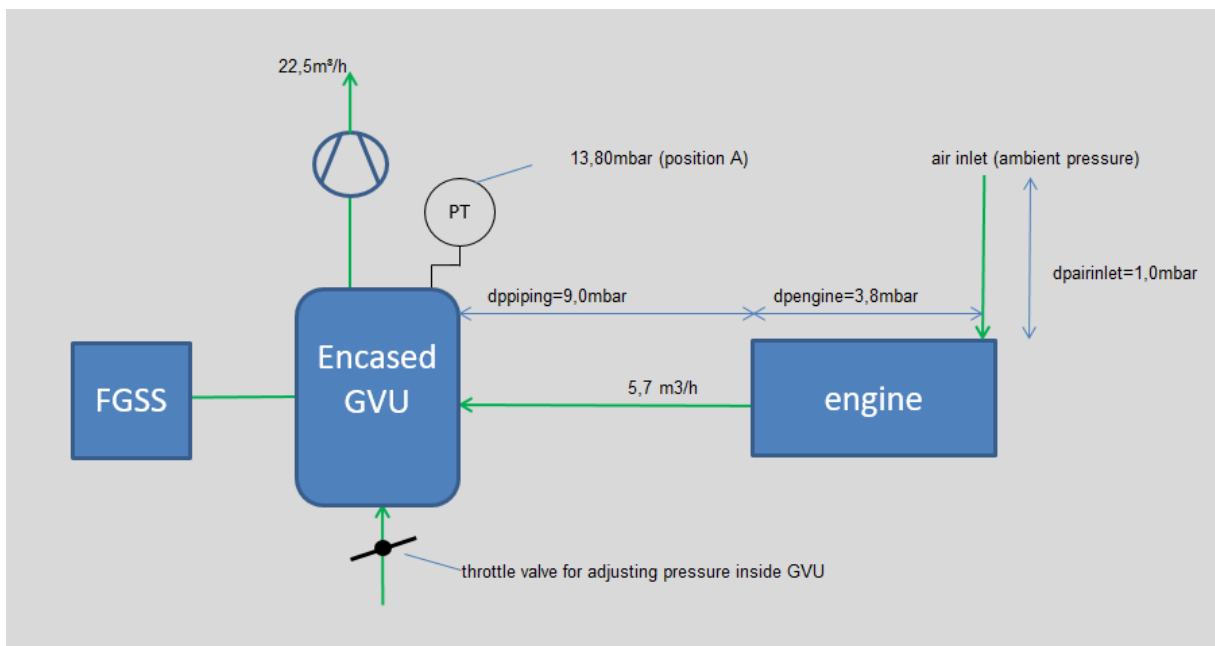 22,5m³/h
13,80mbar (position A)
air inlet (ambient pressure)
PT
dpairinlet=1,0mbar
dppiping=9,0mbar
dpengine=3,8mbar
Encased
GVU
FGSS
5,7 m3/h
engine
throttle valve for adjusting pressure inside GVU